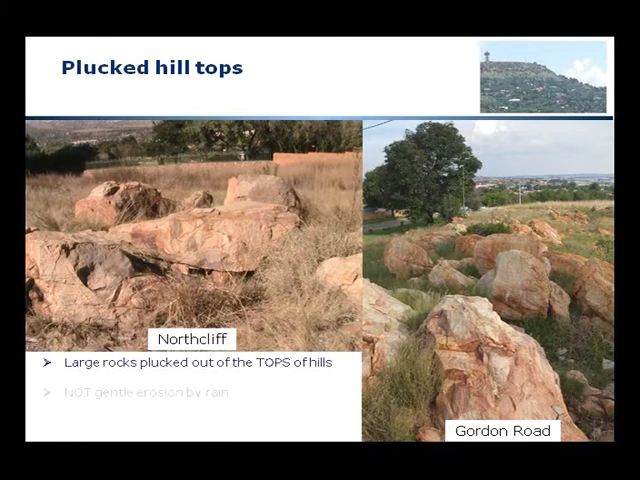 Plucked hill tops
Northcliff
Large rocks plucked out of the TOPS of hills
NOT gentle erosion by rain
Gordon Road